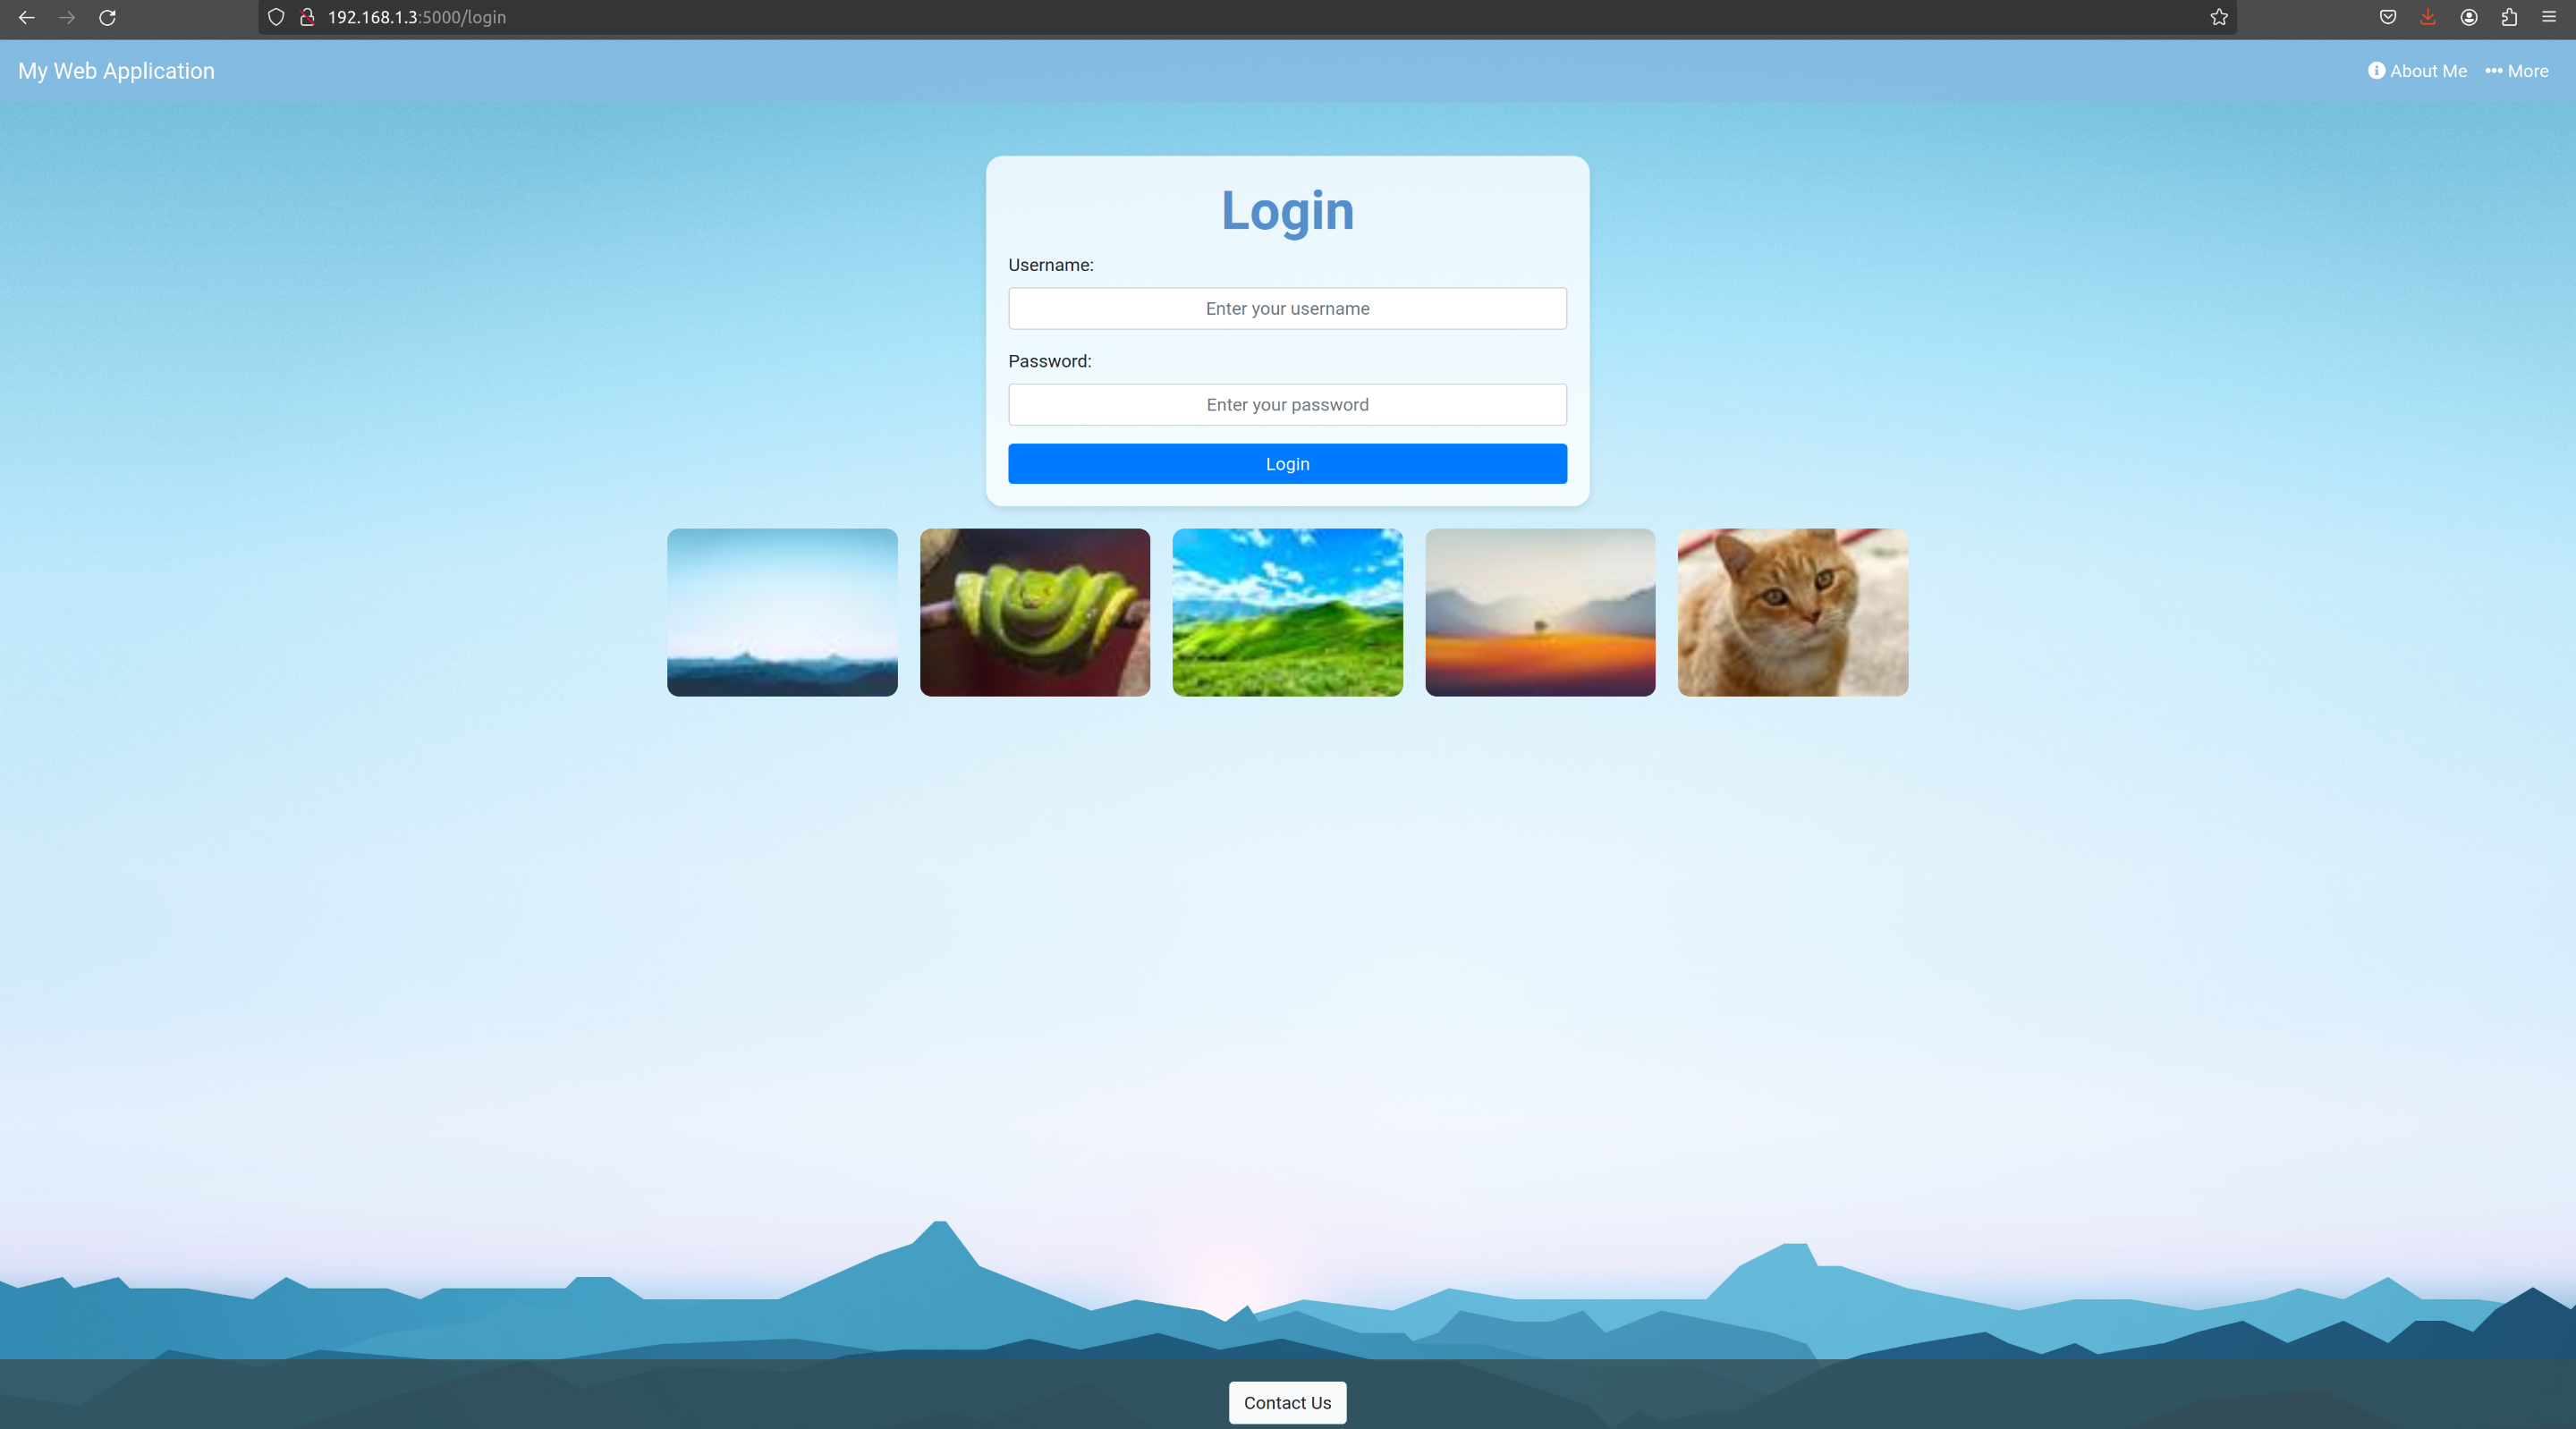 192.168.1.3:5000/login
My Web Application
About Me
More
Login
Username:
Enter your username
Password:
Enter your password
Login
Contact Us